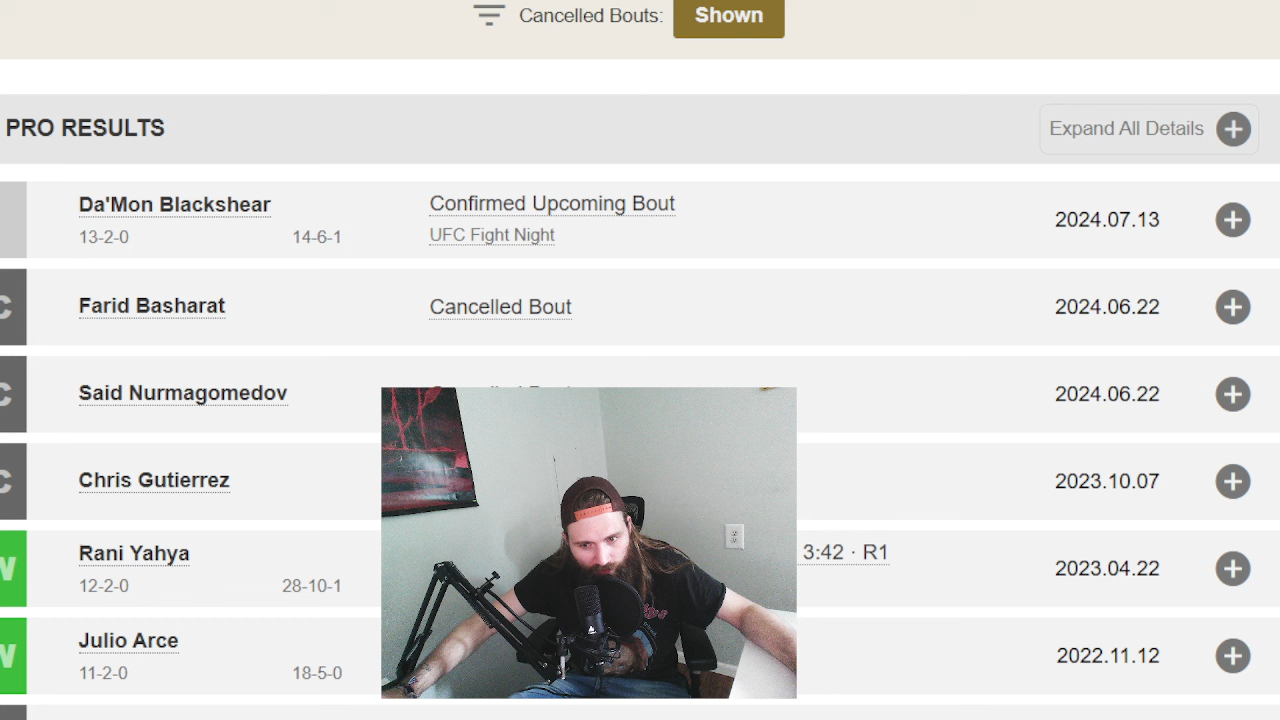 Cancelled Bouts: Shown
PRO RESULTS Expand All Details
Da'Mon Blackshear Confirmed Upcoming Bout 2024.07.13
13-2-0 14-6-1 UFC Fight Night
C Farid Basharat Cancelled Bout 2024.06.22
C Said Nurmagomedov 2024.06.22
C Chris Gutierrez 2023.10.07
W Rani Yahya 3:42 · R1 2023.04.22
12-2-0 28-10-1
W Julio Arce 2022.11.12
11-2-0 18-5-0